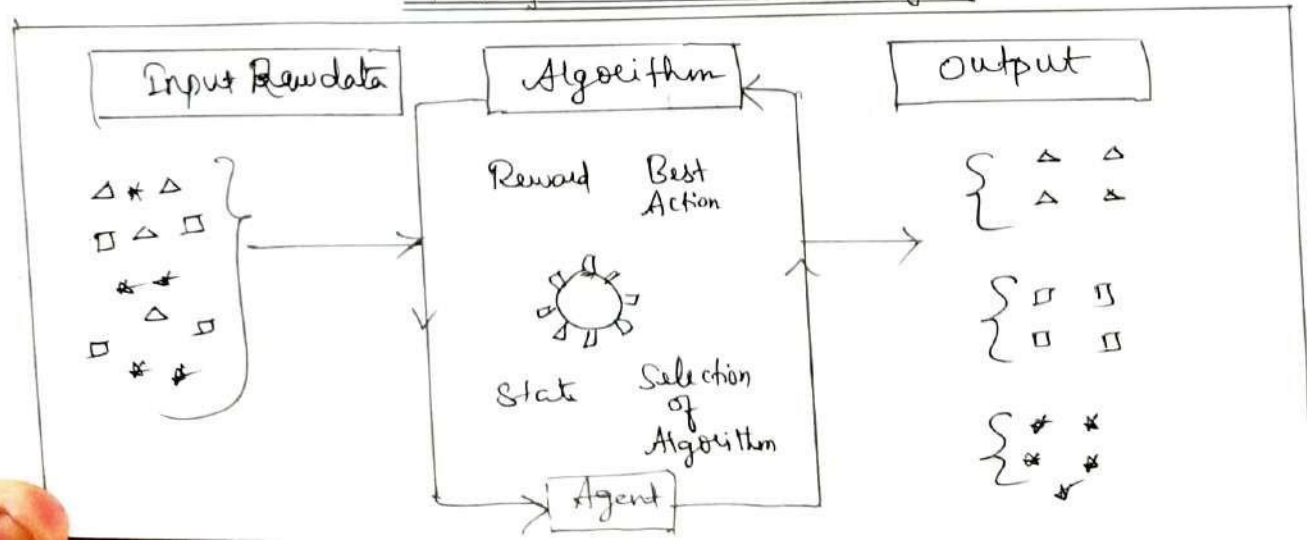 Input Rawdata
Algorithm
Output
Reward
Best
Action
State
Selection
of
Algorithm
Agent